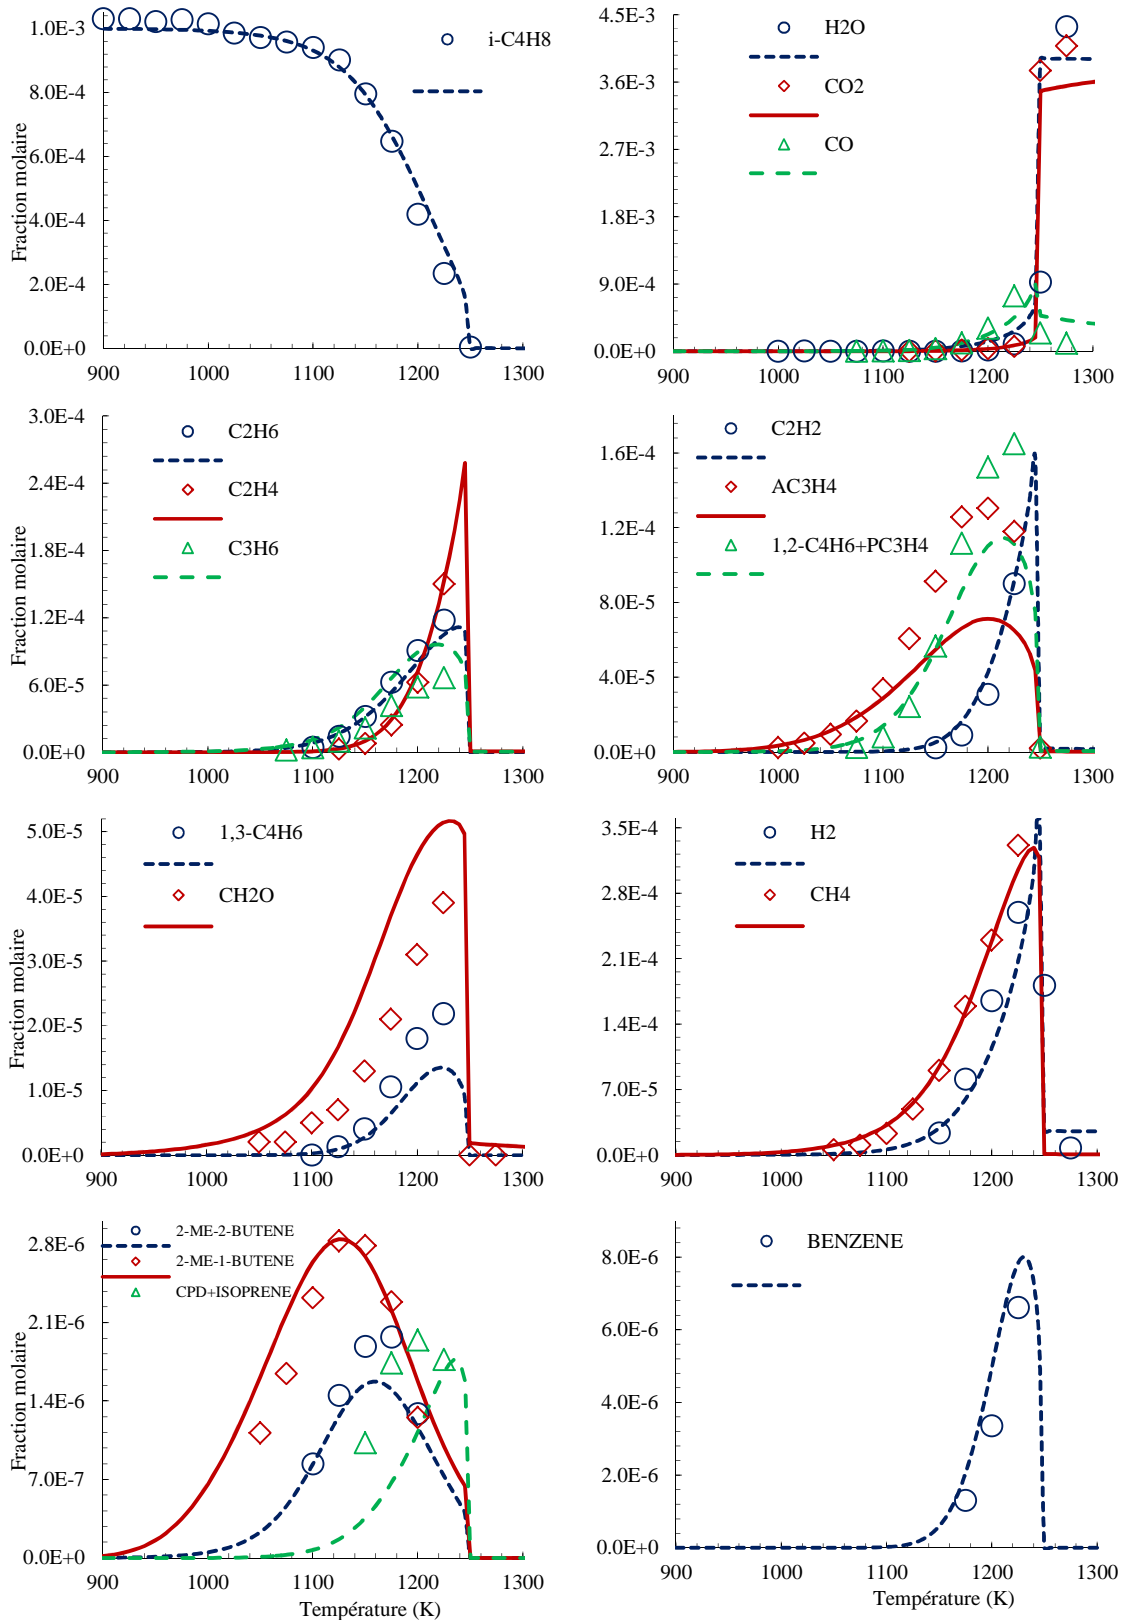 1.0E-3
8.0E-4
6.0E-4
4.0E-4
2.0E-4
0.0E+0
Fraction molaire
i-C4H8
900 1000 1100 1200 1300
4.5E-3
3.6E-3
2.7E-3
1.8E-3
9.0E-4
0.0E+0
H2O
CO2
CO
900 1000 1100 1200 1300
3.0E-4
2.4E-4
1.8E-4
1.2E-4
6.0E-5
0.0E+0
Fraction molaire
C2H6
C2H4
C3H6
900 1000 1100 1200 1300
1.6E-4
1.2E-4
8.0E-5
4.0E-5
0.0E+0
C2H2
AC3H4
1,2-C4H6+PC3H4
900 1000 1100 1200 1300
5.0E-5
4.0E-5
3.0E-5
2.0E-5
1.0E-5
0.0E+0
Fraction molaire
1,3-C4H6
CH2O
900 1000 1100 1200 1300
3.5E-4
2.8E-4
2.1E-4
1.4E-4
7.0E-5
0.0E+0
H2
CH4
900 1000 1100 1200 1300
2.8E-6
2.1E-6
1.4E-6
7.0E-7
0.0E+0
Fraction molaire
2-ME-2-BUTENE
2-ME-1-BUTENE
CPD+ISOPRENE
900 1000 1100 1200 1300
Température (K)
8.0E-6
6.0E-6
4.0E-6
2.0E-6
0.0E+0
BENZENE
900 1000 1100 1200 1300
Température (K)